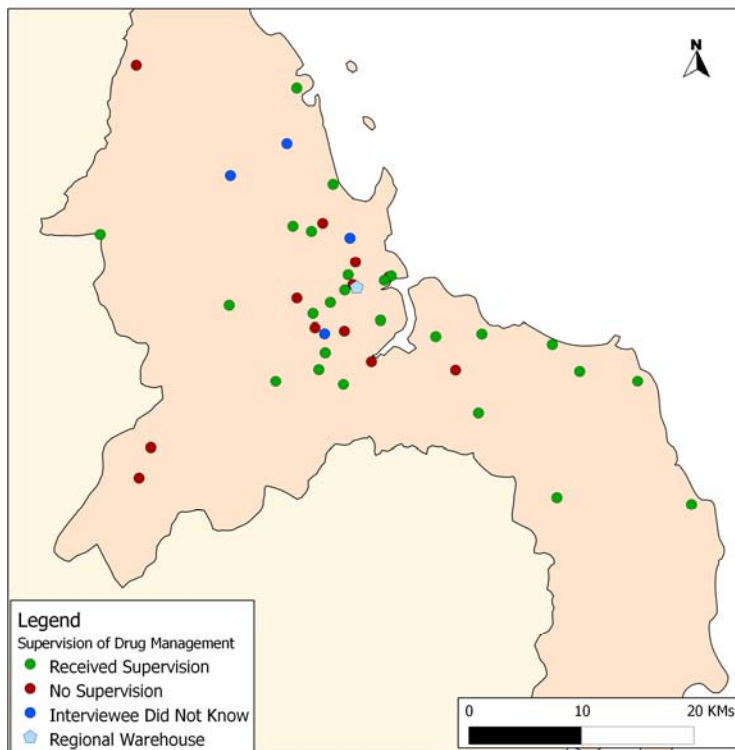 N
Legend
Supervision of Drug Management
Received Supervision
No Supervision
Interviewee Did Not Know
Regional Warehouse
0 10 20 KMs